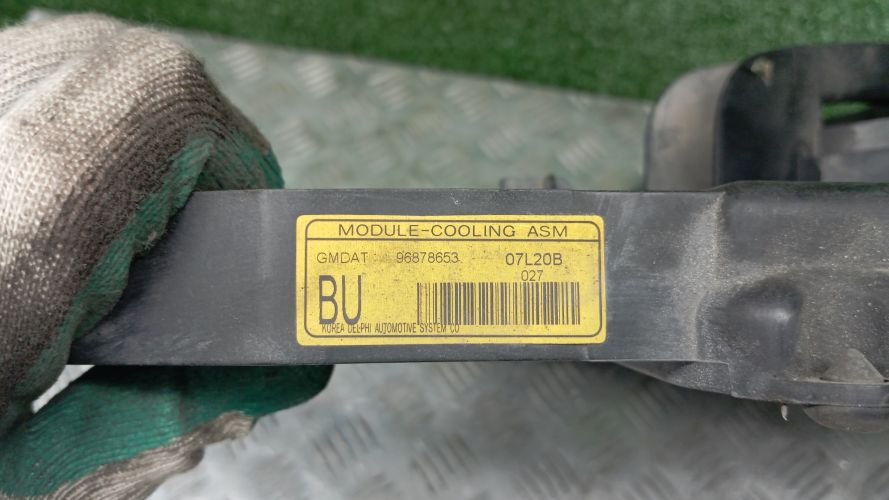 MODULE-COOLING ASM
GMDAT : 96878653 07L20B
027
BU
KOREA DELPHI AUTOMOTIVE SYSTEM CO